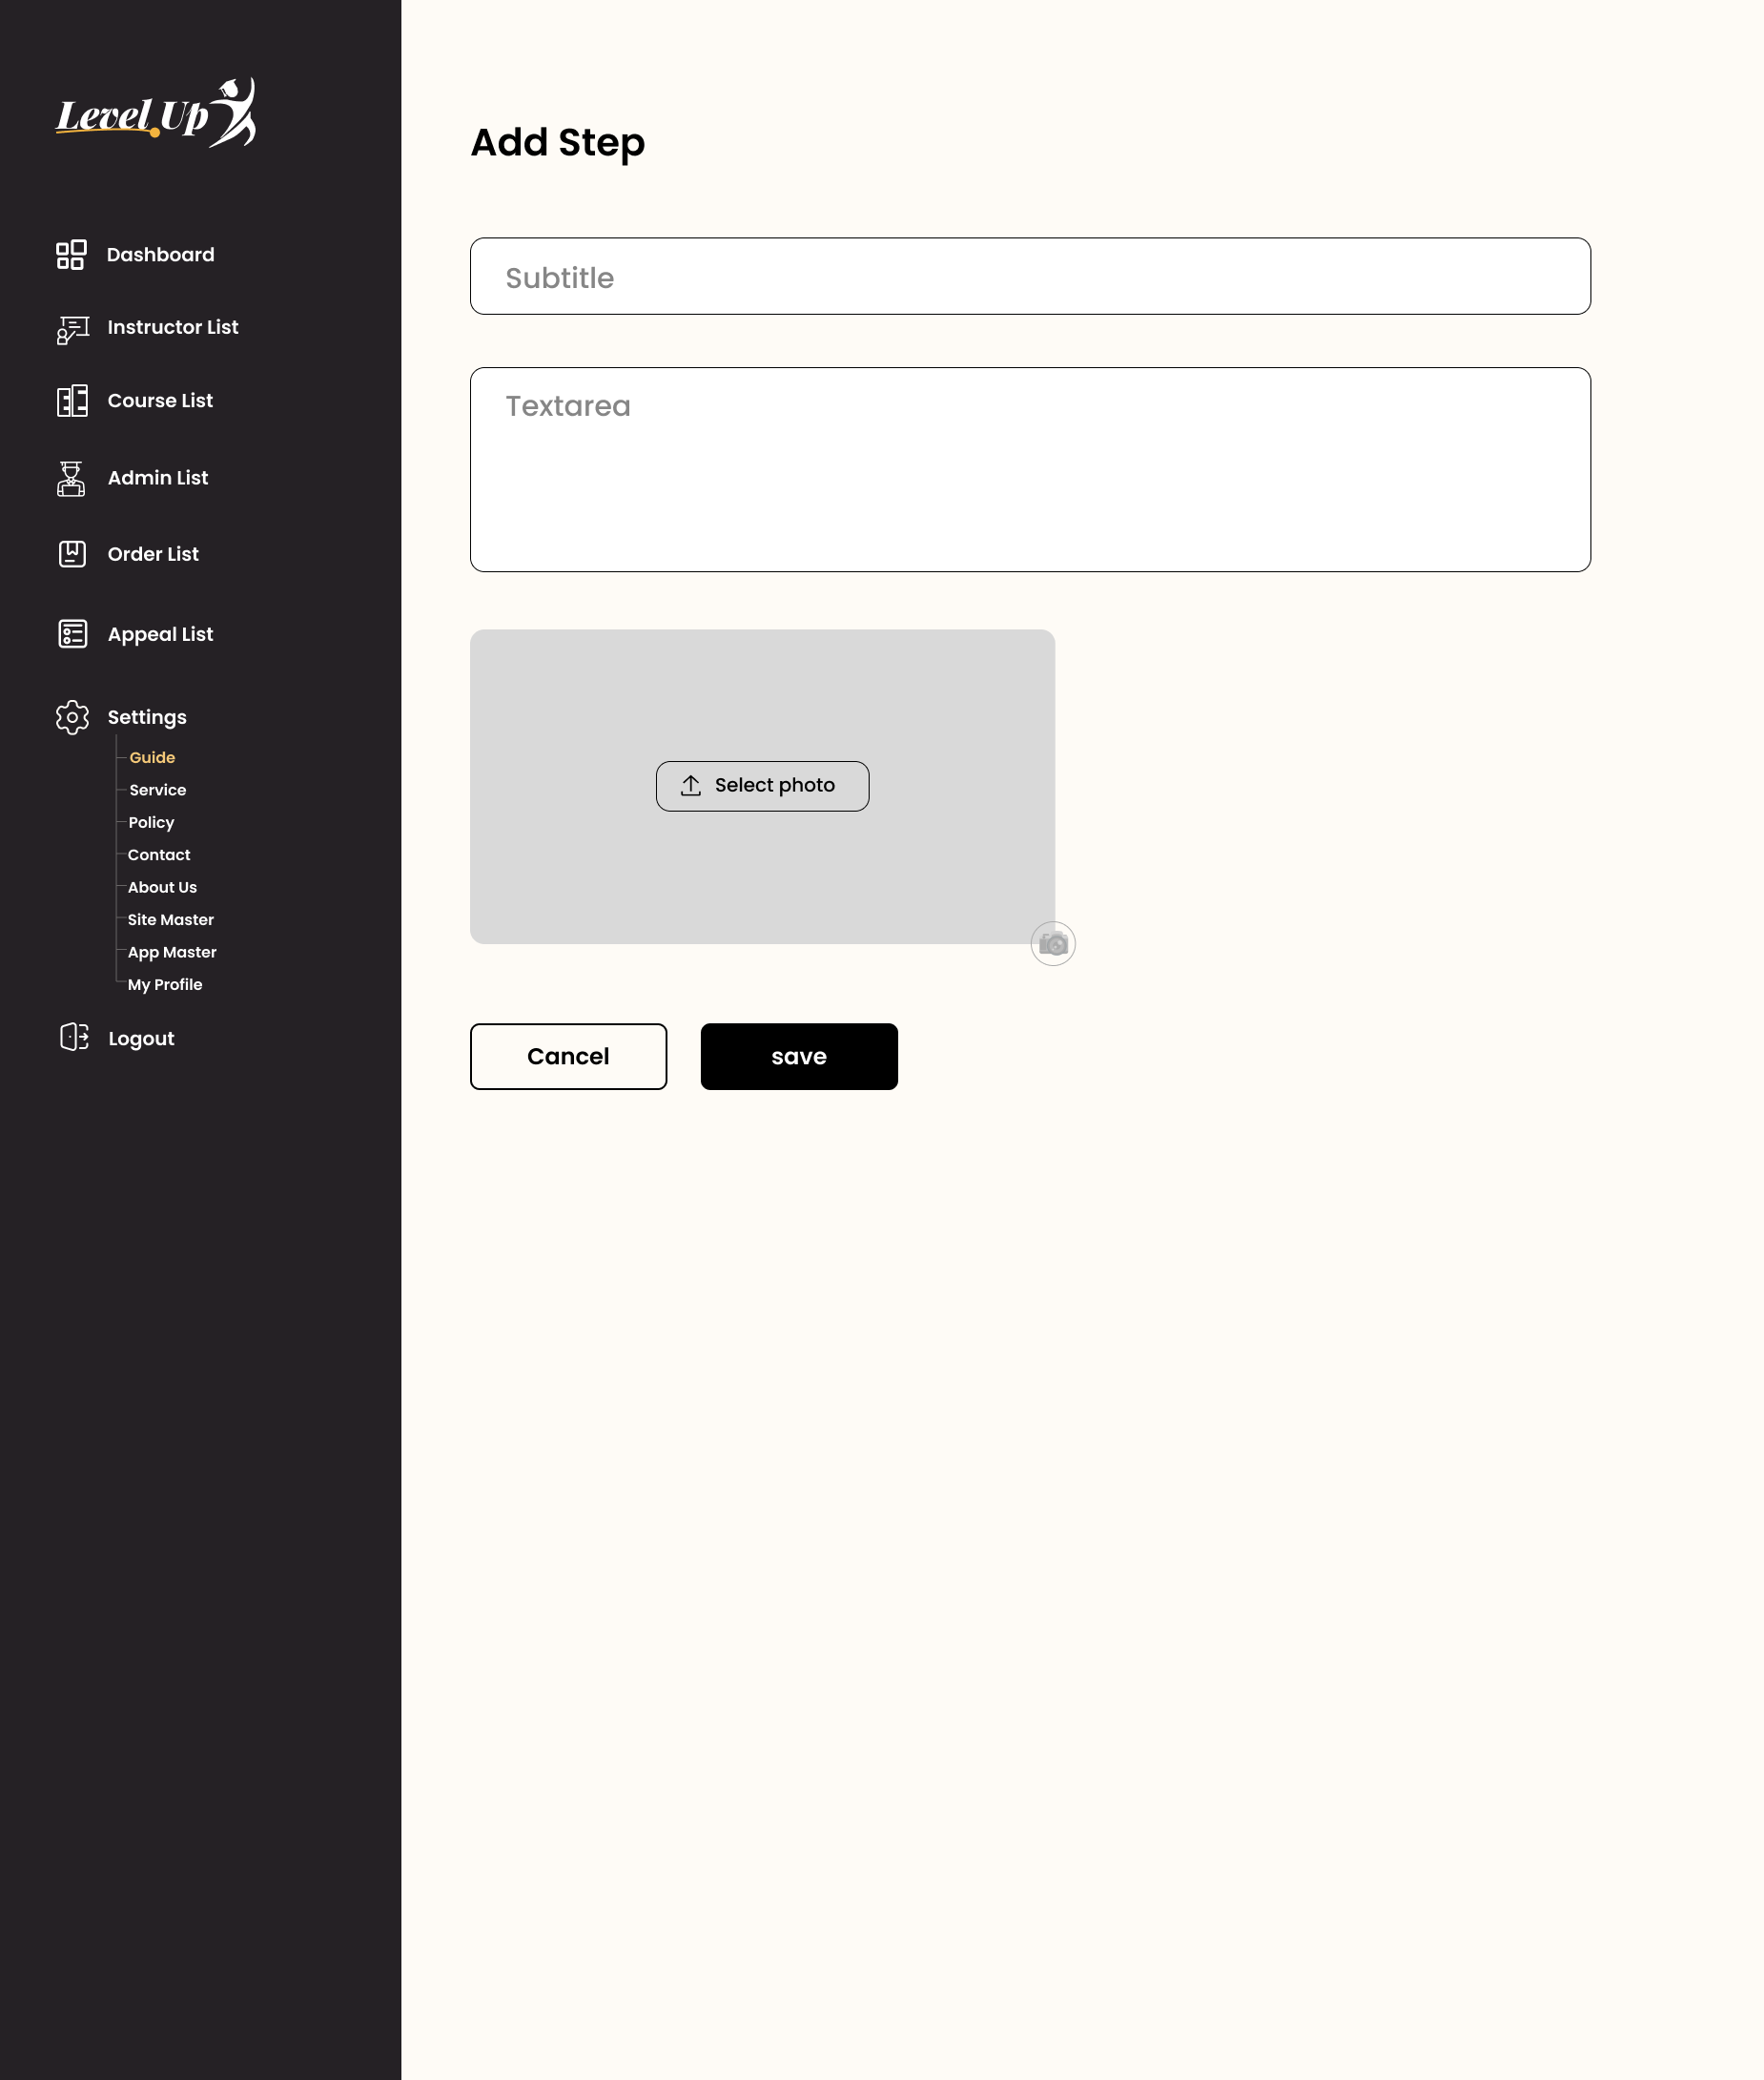 Level Up
Dashboard
Instructor List
Course List
Admin List
Order List
Appeal List
Settings
Guide
Service
Policy
Contact
About Us
Site Master
App Master
My Profile
Logout
Add Step
Subtitle
Textarea
Select photo
Cancel
save